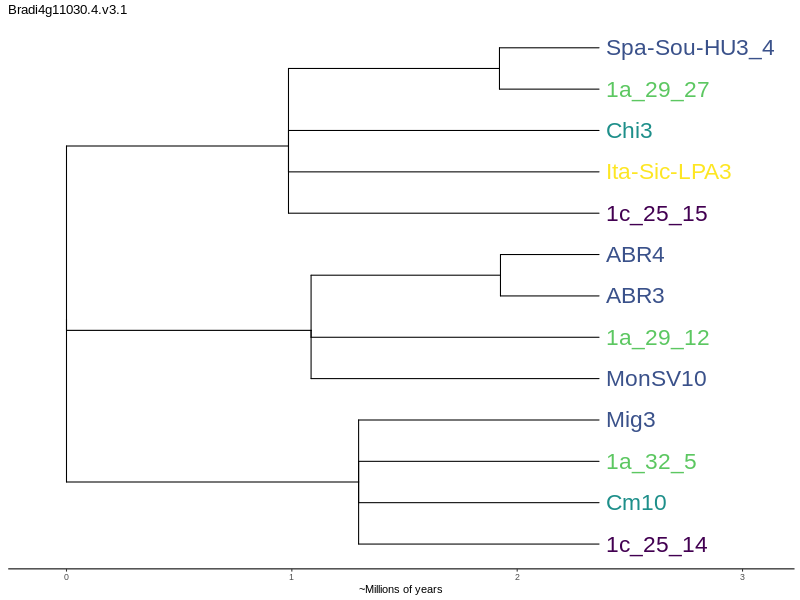 Bradi4g11030.4.v3.1
Spa-Sou-HU3_4
1a_29_27
Chi3
Ita-Sic-LPA3
1c_25_15
ABR4
ABR3
1a_29_12
MonSV10
Mig3
1a_32_5
Cm10
1c_25_14
0 1 2 3
~Millions of years